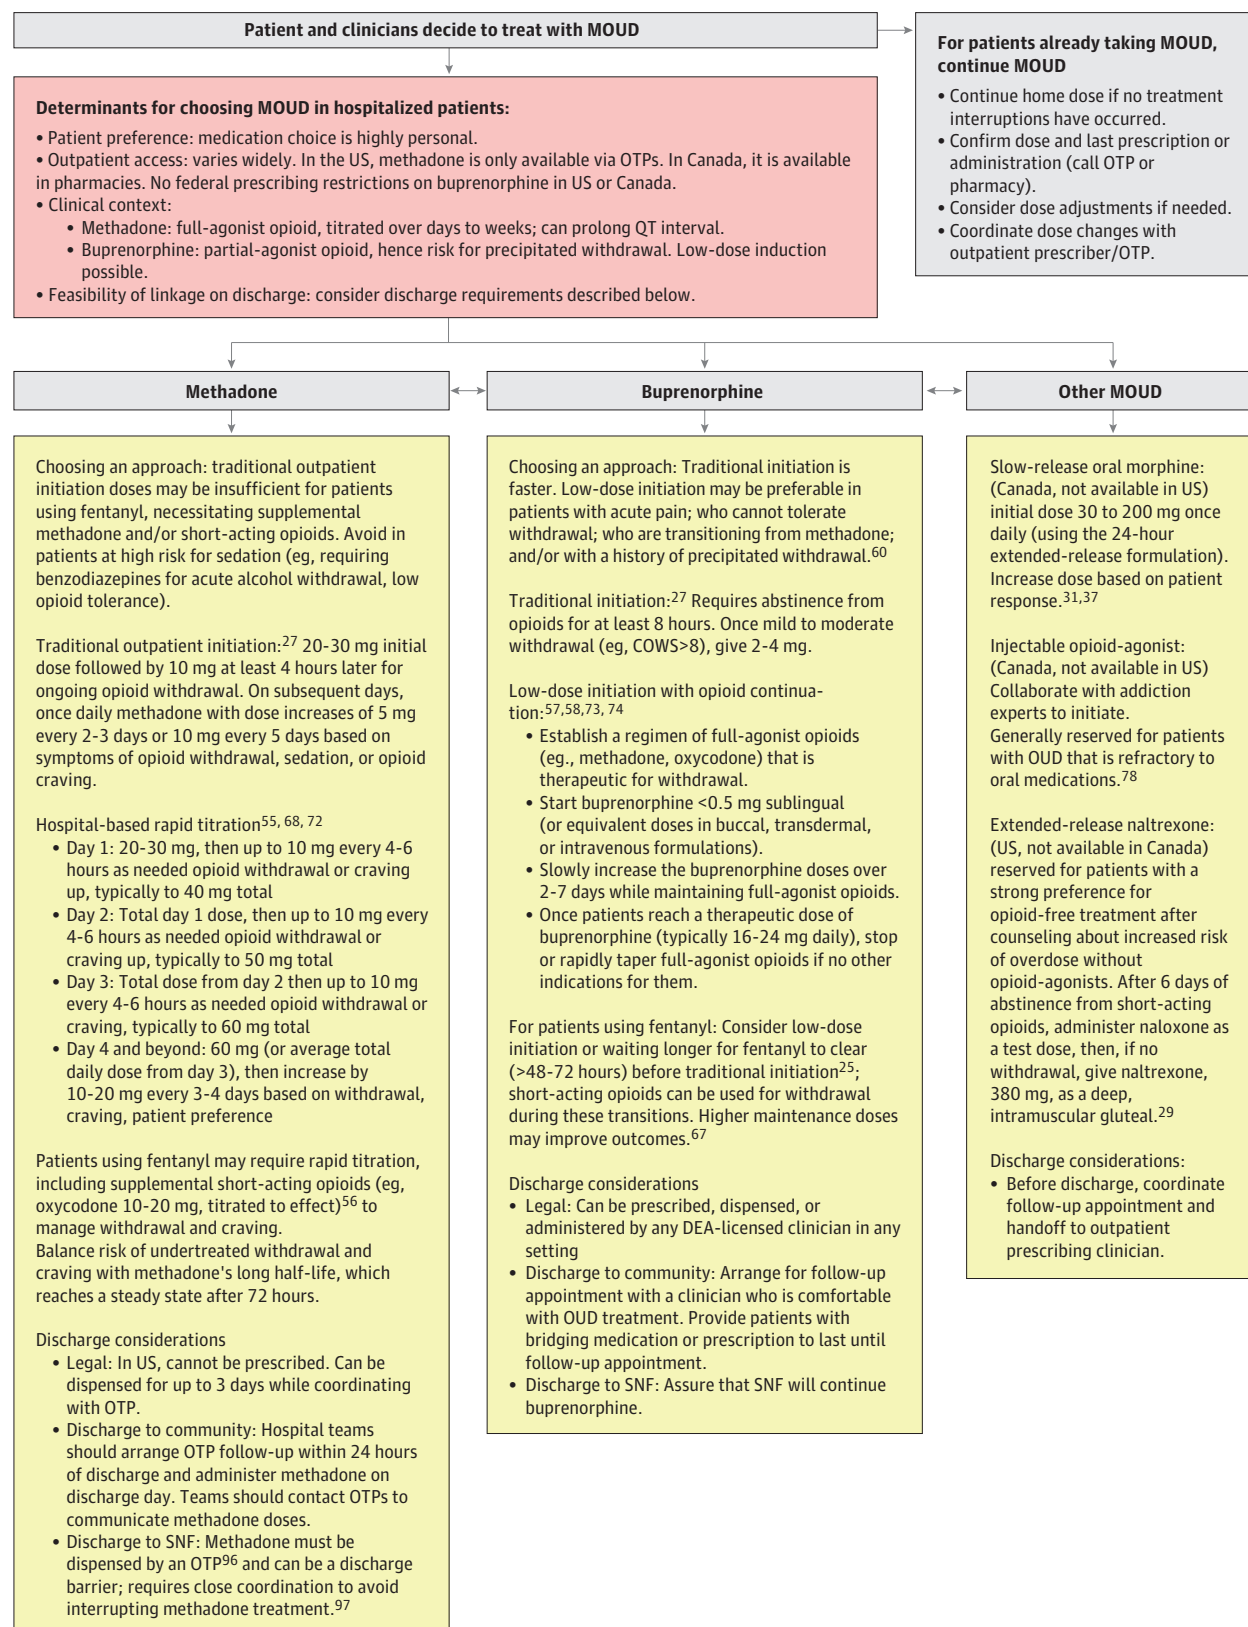 Patient and clinicians decide to treat with MOUD
For patients already taking MOUD,
continue MOUD
• Continue home dose if no treatment
interruptions have occurred.
• Confirm dose and last prescription or
administration (call OTP or
pharmacy).
• Consider dose adjustments if needed.
• Coordinate dose changes with
outpatient prescriber/OTP.
Determinants for choosing MOUD in hospitalized patients:
• Patient preference: medication choice is highly personal.
• Outpatient access: varies widely. In the US, methadone is only available via OTPs. In Canada, it is available
in pharmacies. No federal prescribing restrictions on buprenorphine in US or Canada.
• Clinical context:
• Methadone: full-agonist opioid, titrated over days to weeks; can prolong QT interval.
• Buprenorphine: partial-agonist opioid, hence risk for precipitated withdrawal. Low-dose induction
possible.
• Feasibility of linkage on discharge: consider discharge requirements described below.
Methadone
Choosing an approach: traditional outpatient
initiation doses may be insufficient for patients
using fentanyl, necessitating supplemental
methadone and/or short-acting opioids. Avoid in
patients at high risk for sedation (eg, requiring
benzodiazepines for acute alcohol withdrawal, low
opioid tolerance).
Traditional outpatient initiation:27 20-30 mg initial
dose followed by 10 mg at least 4 hours later for
ongoing opioid withdrawal. On subsequent days,
once daily methadone with dose increases of 5 mg
every 2-3 days or 10 mg every 5 days based on
symptoms of opioid withdrawal, sedation, or opioid
craving.
Hospital-based rapid titration55, 68, 72
• Day 1: 20-30 mg, then up to 10 mg every 4-6
hours as needed opioid withdrawal or craving
up, typically to 40 mg total
• Day 2: Total day 1 dose, then up to 10 mg every
4-6 hours as needed opioid withdrawal or
craving up, typically to 50 mg total
• Day 3: Total dose from day 2 then up to 10 mg
every 4-6 hours as needed opioid withdrawal or
craving, typically to 60 mg total
• Day 4 and beyond: 60 mg (or average total
daily dose from day 3), then increase by
10-20 mg every 3-4 days based on withdrawal,
craving, patient preference
Patients using fentanyl may require rapid titration,
including supplemental short-acting opioids (eg,
oxycodone 10-20 mg, titrated to effect)56 to
manage withdrawal and craving.
Balance risk of undertreated withdrawal and
craving with methadone's long half-life, which
reaches a steady state after 72 hours.
Discharge considerations
• Legal: In US, cannot be prescribed. Can be
dispensed for up to 3 days while coordinating
with OTP.
• Discharge to community: Hospital teams
should arrange OTP follow-up within 24 hours
of discharge and administer methadone on
discharge day. Teams should contact OTPs to
communicate methadone doses.
• Discharge to SNF: Methadone must be
dispensed by an OTP96 and can be a discharge
barrier; requires close coordination to avoid
interrupting methadone treatment.97
Buprenorphine
Choosing an approach: Traditional initiation is
faster. Low-dose initiation may be preferable in
patients with acute pain; who cannot tolerate
withdrawal; who are transitioning from methadone;
and/or with a history of precipitated withdrawal.60
Traditional initiation:27 Requires abstinence from
opioids for at least 8 hours. Once mild to moderate
withdrawal (eg, COWS>8), give 2-4 mg.
Low-dose initiation with opioid continua-
tion:57,58,73, 74
• Establish a regimen of full-agonist opioids
(eg., methadone, oxycodone) that is
therapeutic for withdrawal.
• Start buprenorphine <0.5 mg sublingual
(or equivalent doses in buccal, transdermal,
or intravenous formulations).
• Slowly increase the buprenorphine doses over
2-7 days while maintaining full-agonist opioids.
• Once patients reach a therapeutic dose of
buprenorphine (typically 16-24 mg daily), stop
or rapidly taper full-agonist opioids if no other
indications for them.
For patients using fentanyl: Consider low-dose
initiation or waiting longer for fentanyl to clear
(>48-72 hours) before traditional initiation25;
short-acting opioids can be used for withdrawal
during these transitions. Higher maintenance doses
may improve outcomes.67
Discharge considerations
• Legal: Can be prescribed, dispensed, or
administered by any DEA-licensed clinician in any
setting
• Discharge to community: Arrange for follow-up
appointment with a clinician who is comfortable
with OUD treatment. Provide patients with
bridging medication or prescription to last until
follow-up appointment.
• Discharge to SNF: Assure that SNF will continue
buprenorphine.
Other MOUD
Slow-release oral morphine:
(Canada, not available in US)
initial dose 30 to 200 mg once
daily (using the 24-hour
extended-release formulation).
Increase dose based on patient
response.31,37
Injectable opioid-agonist:
(Canada, not available in US)
Collaborate with addiction
experts to initiate.
Generally reserved for patients
with OUD that is refractory to
oral medications.78
Extended-release naltrexone:
(US, not available in Canada)
reserved for patients with a
strong preference for
opioid-free treatment after
counseling about increased risk
of overdose without
opioid-agonists. After 6 days of
abstinence from short-acting
opioids, administer naloxone as
a test dose, then, if no
withdrawal, give naltrexone,
380 mg, as a deep,
intramuscular gluteal.29
Discharge considerations:
• Before discharge, coordinate
follow-up appointment and
handoff to outpatient
prescribing clinician.